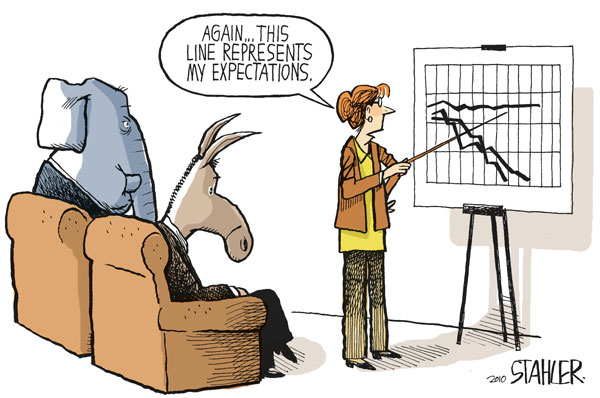 AGAIN...THIS
LINE REPRESENTS
MY EXPECTATIONS.
2010 STAHLER.